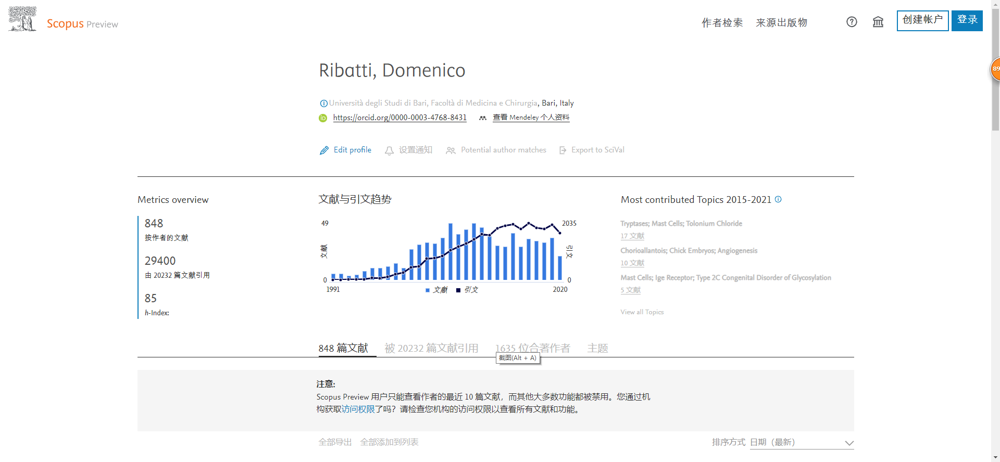 Scopus Preview
作者检索
来源出版物
创建帐户
登录
89
Ribatti, Domenico
Università degli Studi di Bari, Facoltà di Medicina e Chirurgia, Bari, Italy
https://orcid.org/0000-0003-4768-8431
查看 Mendeley 个人资料
Edit profile
设置通知
Potential author matches
Export to SciVal
Metrics overview
848
按作者的文献
29400
由 20232 篇文献引用
85
h-Index:
文献与引文趋势
49
2035
文献
引文
0
0
1991
文献
引文
2020
Most contributed Topics 2015-2021
Tryptases; Mast Cells; Tolonium Chloride
17 文献
Chorioallantois; Chick Embryos; Angiogenesis
10 文献
Mast Cells; Ige Receptor; Type 2C Congenital Disorder of Glycosylation
5 文献
View all Topics
848 篇文献
被 20232 篇文献引用
1635 位合著作者
主题
截图(Alt + A)
注意:
Scopus Preview 用户只能查看作者的最近 10 篇文献，而其他大多数功能都被禁用。您通过机
构获取访问权限了吗？请检查您机构的访问权限以查看所有文献和功能。
全部导出
全部添加到列表
排序方式
日期（最新）